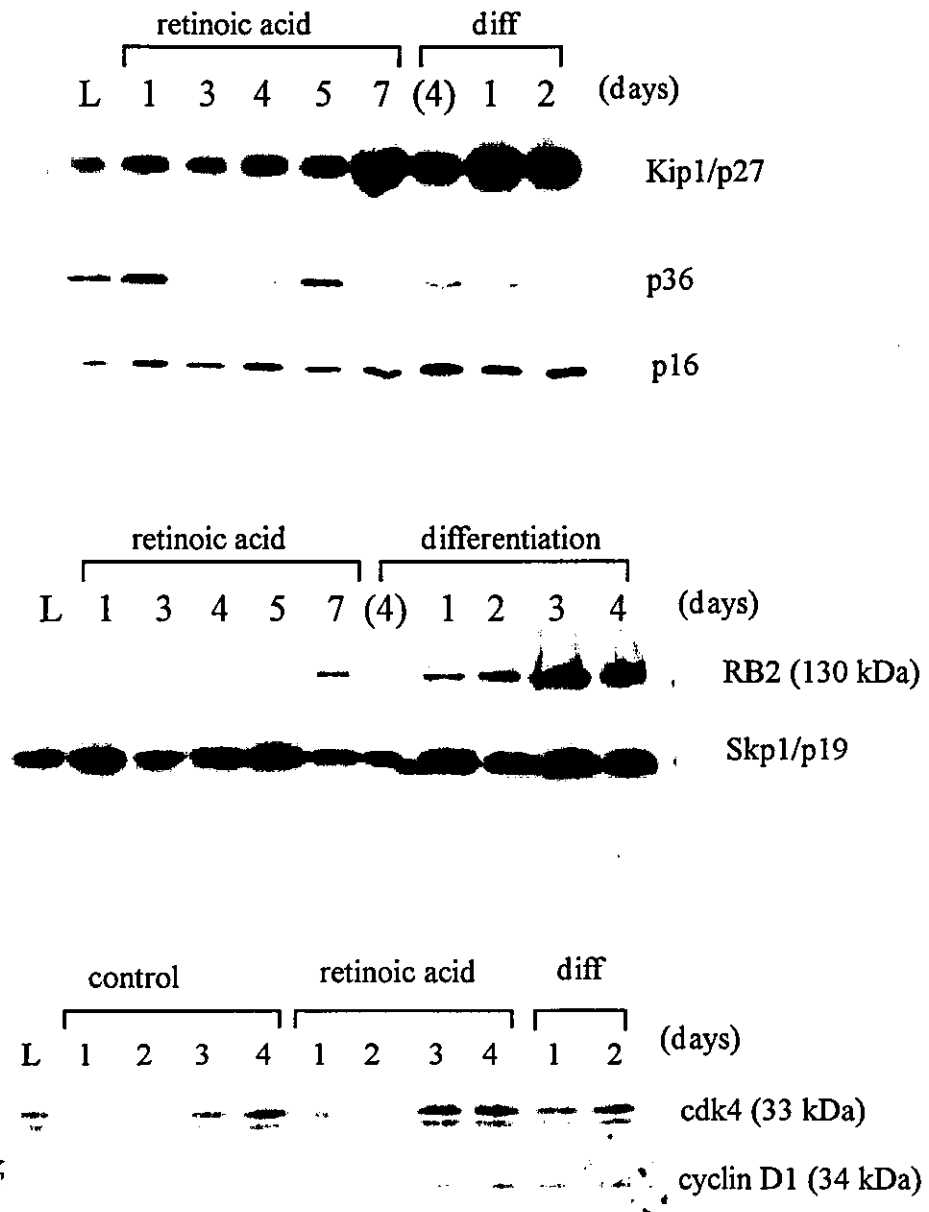 retinoic acid diff
L 1 3 4 5 7 (4) 1 2 (days)
Kip1/p27
p36
p16
retinoic acid differentiation
L 1 3 4 5 7 (4) 1 2 3 4 (days)
RB2 (130 kDa)
Skp1/p19
control retinoic acid diff
L 1 2 3 4 1 2 3 4 1 2 (days)
cdk4 (33 kDa)
cyclin D1 (34 kDa)